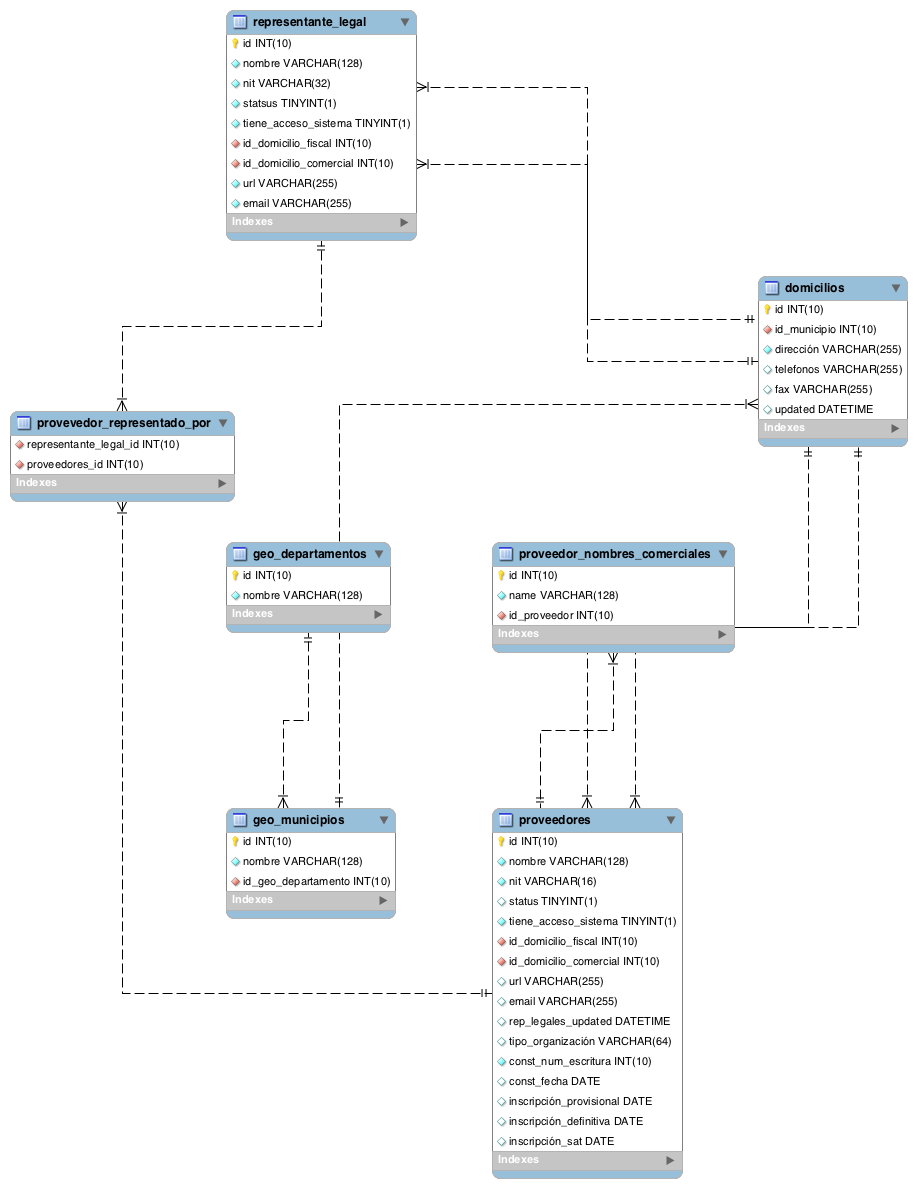 representante_legal
id INT(10)
nombre VARCHAR(128)
nit VARCHAR(32)
statsus TINYINT(1)
tiene_acceso_sistema TINYINT(1)
id_domicilio_fiscal INT(10)
id_domicilio_comercial INT(10)
url VARCHAR(255)
email VARCHAR(255)
Indexes
domicilios
id INT(10)
id_municipio INT(10)
dirección VARCHAR(255)
telefonos VARCHAR(255)
fax VARCHAR(255)
updated DATETIME
Indexes
provevedor_representado_por
representante_legal_id INT(10)
proveedores_id INT(10)
Indexes
geo_departamentos
id INT(10)
nombre VARCHAR(128)
Indexes
proveedor_nombres_comerciales
id INT(10)
name VARCHAR(128)
id_proveedor INT(10)
Indexes
geo_municipios
id INT(10)
nombre VARCHAR(128)
id_geo_departamento INT(10)
Indexes
proveedores
id INT(10)
nombre VARCHAR(128)
nit VARCHAR(16)
status TINYINT(1)
tiene_acceso_sistema TINYINT(1)
id_domicilio_fiscal INT(10)
id_domicilio_comercial INT(10)
url VARCHAR(255)
email VARCHAR(255)
rep_legales_updated DATETIME
tipo_organización VARCHAR(64)
const_num_escritura INT(10)
const_fecha DATE
inscripción_provisional DATE
inscripción_definitiva DATE
inscripción_sat DATE
Indexes